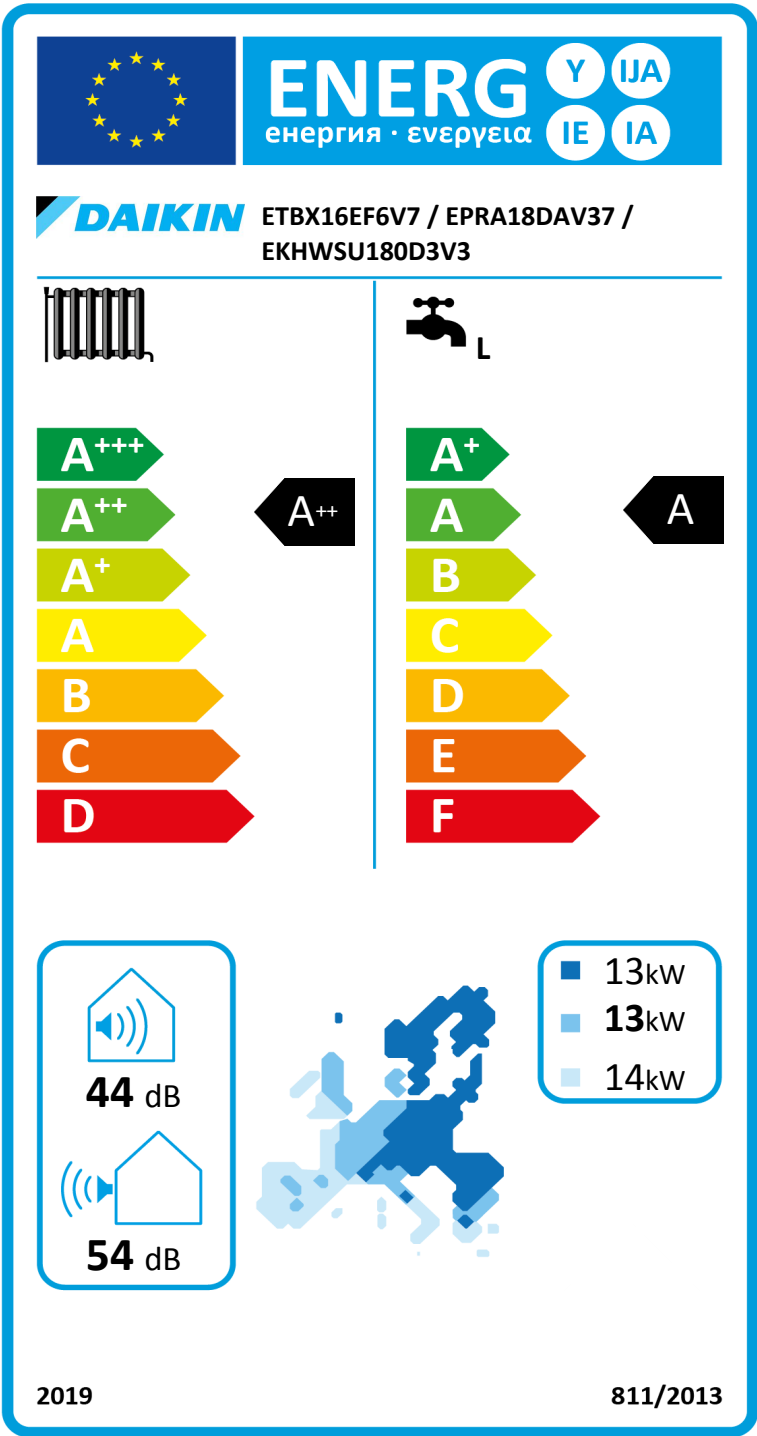 ENERG
енергия · ενεργεια
Y IJA
IE IA
DAIKIN
ETBX16EF6V7 / EPRA18DAV37 /
EKHWSU180D3V3
L
A+++
A++
A+
A
B
C
D
A++
A+
A
B
C
D
E
F
A
44 dB
54 dB
13kW
13kW
14kW
2019
811/2013